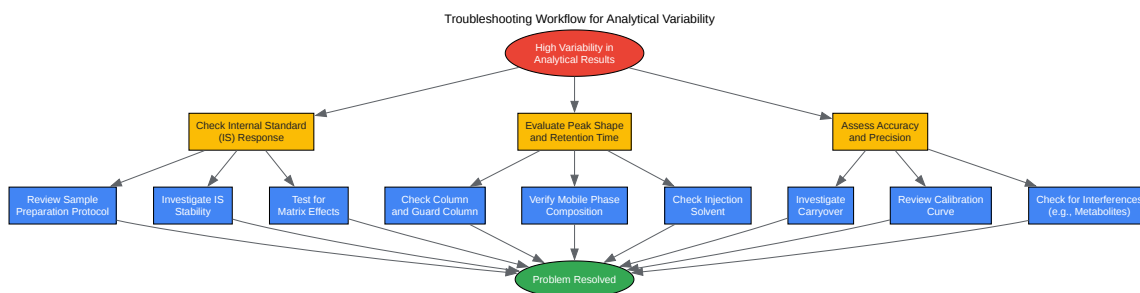 Troubleshooting Workflow for Analytical Variability
High Variability in
Analytical Results
Check Internal Standard
(IS) Response
Evaluate Peak Shape
and Retention Time
Assess Accuracy
and Precision
Review Sample
Preparation Protocol
Investigate IS
Stability
Test for
Matrix Effects
Check Column
and Guard Column
Verify Mobile Phase
Composition
Check Injection
Solvent
Investigate
Carryover
Review Calibration
Curve
Check for Interferences
(e.g., Metabolites)
Problem Resolved